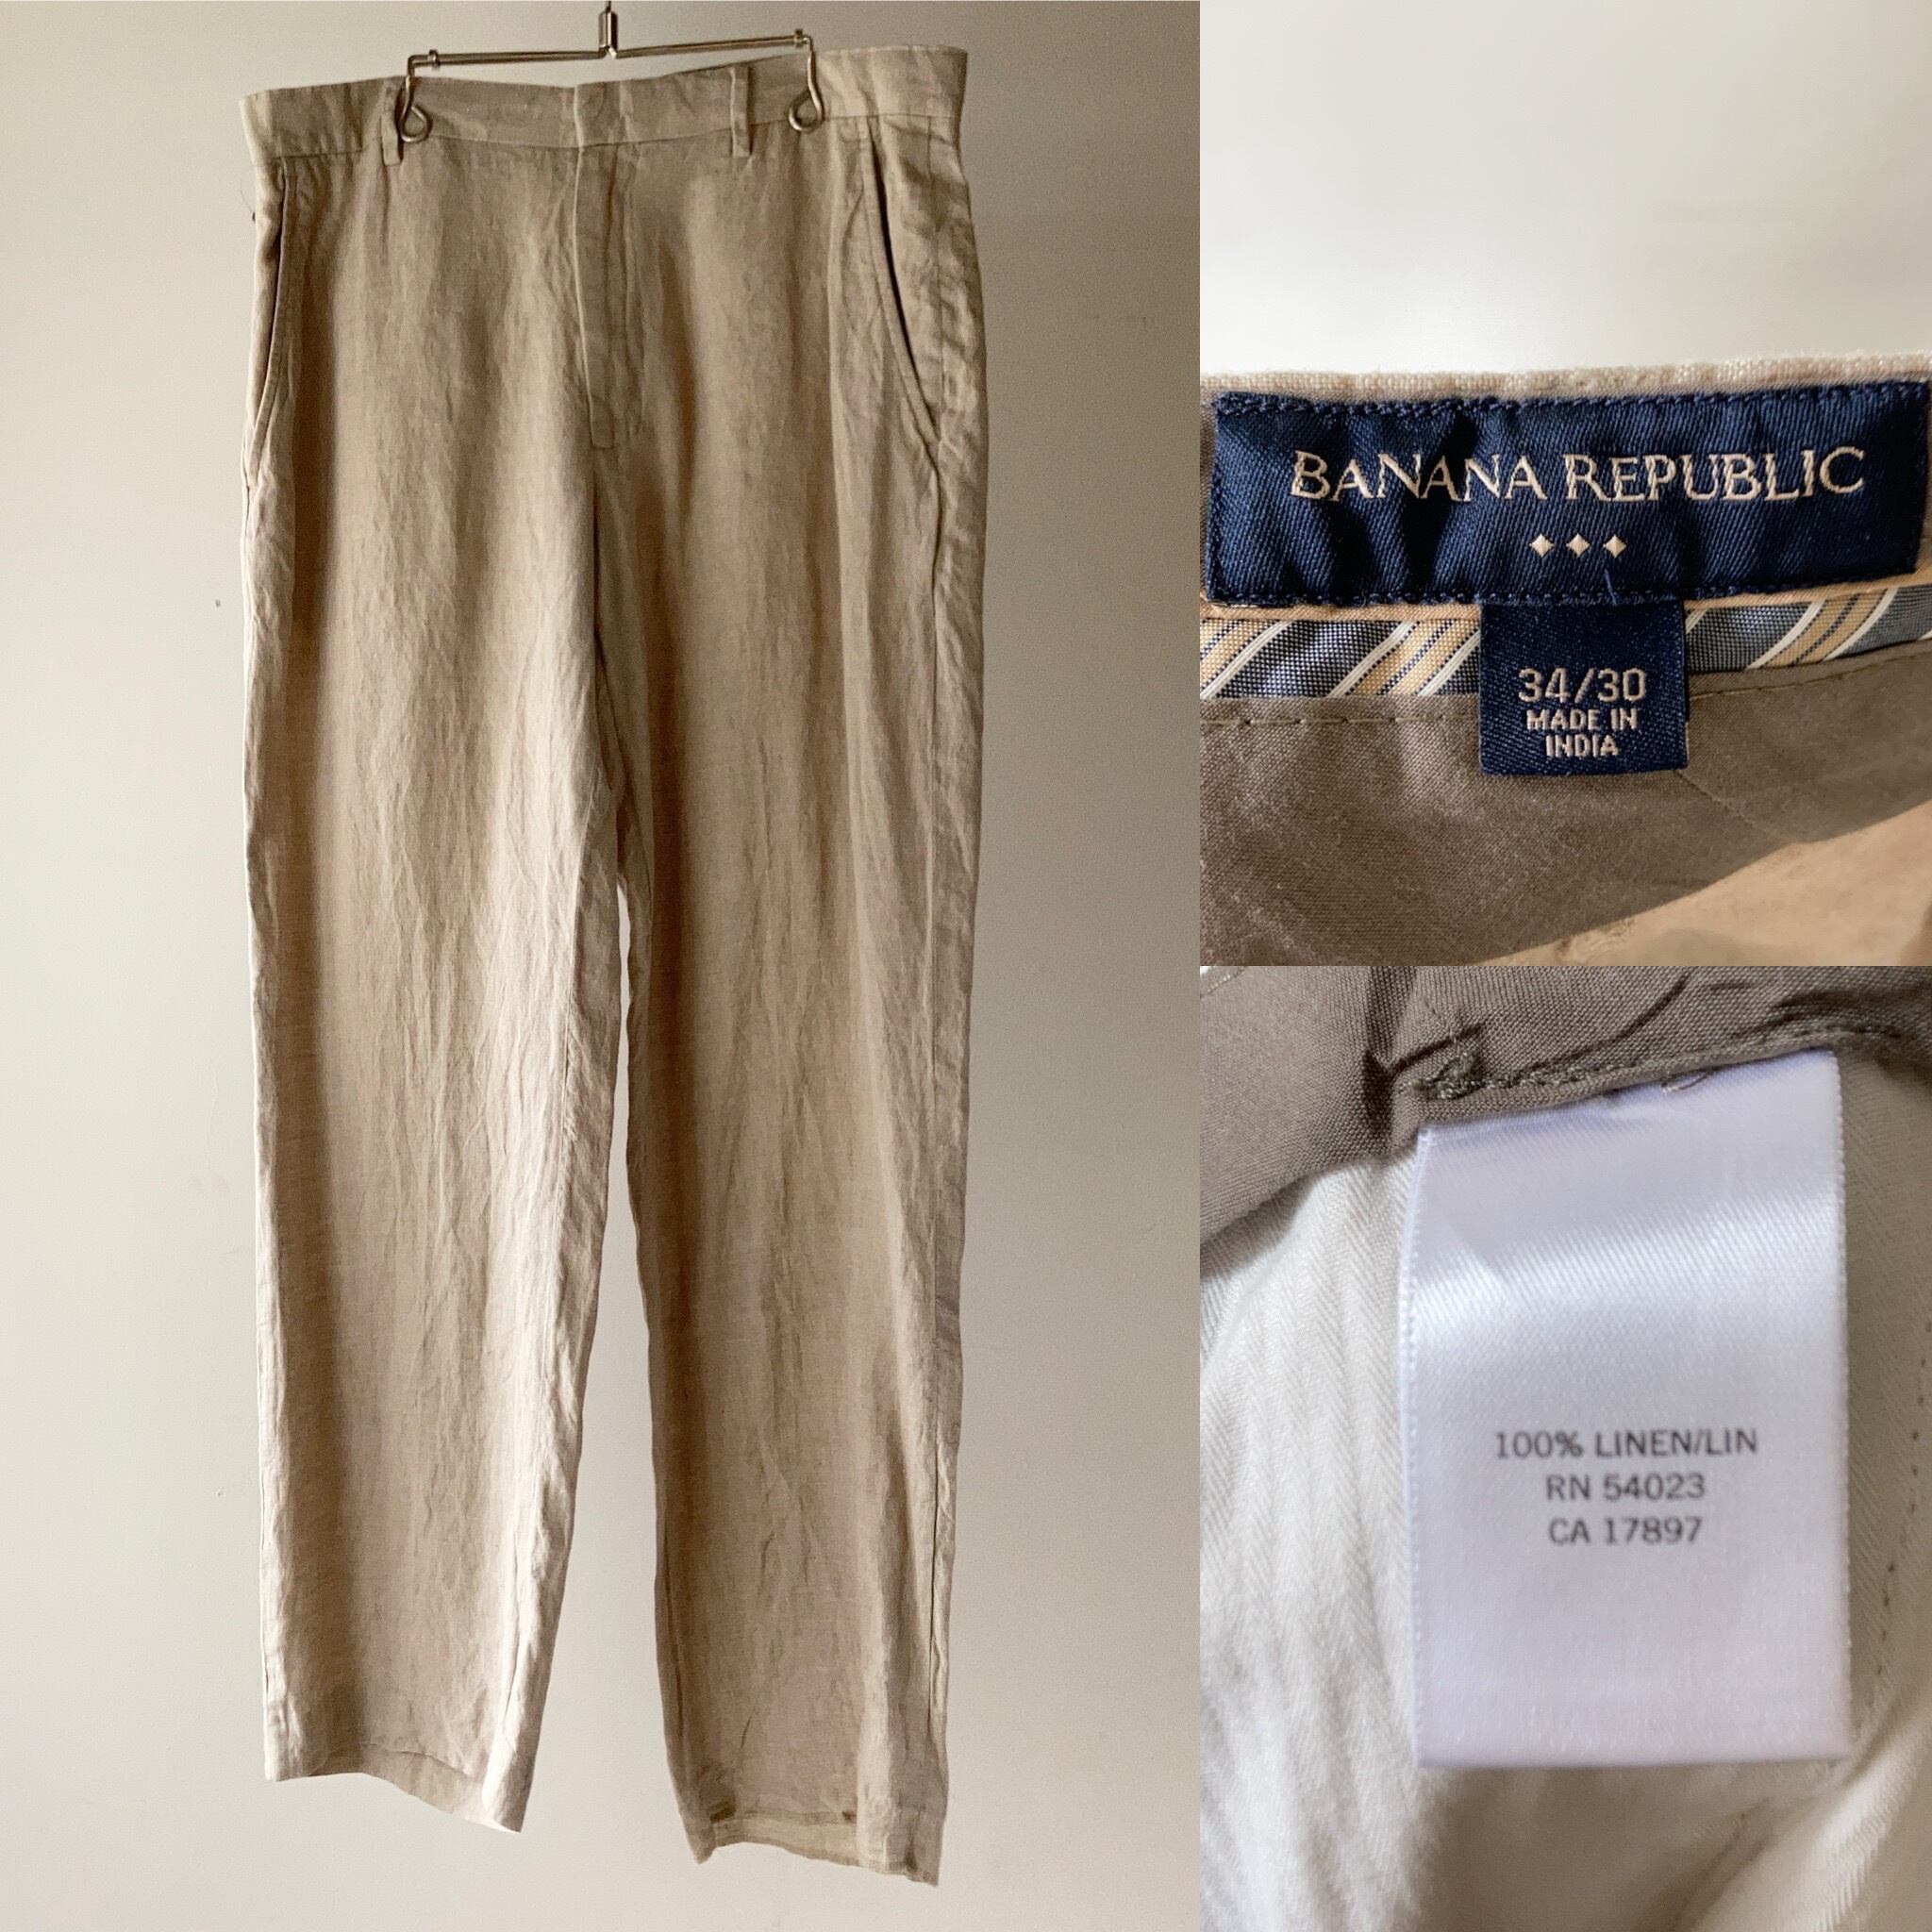 BANANA REPUBLIC
34/30
MADE IN
INDIA
100% LINEN/LIN
RN 54023
CA 17897